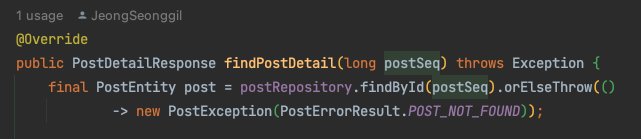 1 usage JeongSeonggil
@Override
public PostDetailResponse findPostDetail(long postSeq) throws Exception {
final PostEntity post = postRepository.findById(postSeq).orElseThrow(()
-> new PostException(PostErrorResult.POST_NOT_FOUND));